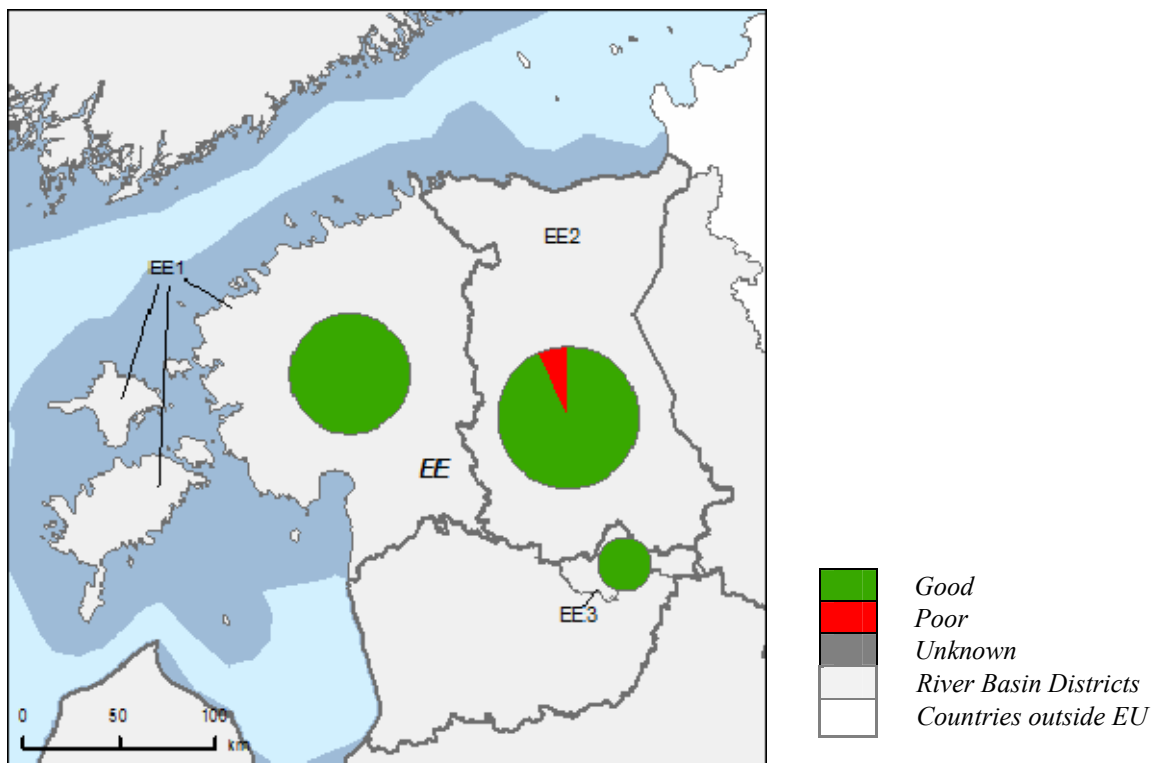 EE2
EE1
EE
EE3
0 50 100
km
Good
Poor
Unknown
River Basin Districts
Countries outside EU